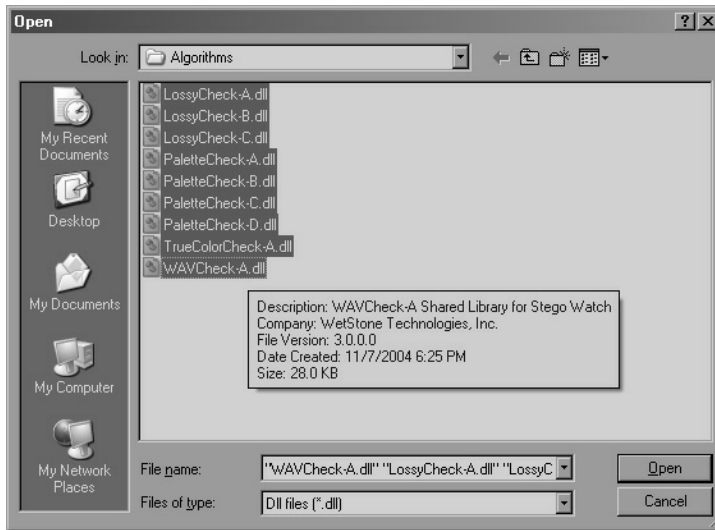 Open
Look in:
Algorithms
My Recent
Documents
Desktop
My Documents
My Computer
My Network
Places
LossyCheck-A.dll
LossyCheck-B.dll
LossyCheck-C.dll
PaletteCheck-A.dll
PaletteCheck-B.dll
PaletteCheck-C.dll
PaletteCheck-D.dll
TrueColorCheck-A.dll
WAVCheck-A.dll
Description: WAVCheck-A Shared Library for Stego Watch
Company: WetStone Technologies, Inc.
File Version: 3.0.0.0
Date Created: 11/7/2004 6:25 PM
Size: 28.0 KB
File name:
"WAVCheck-A.dll" "LossyCheck-A.dll" "LossyC
Open
Files of type:
Dll files (*.dll)
Cancel